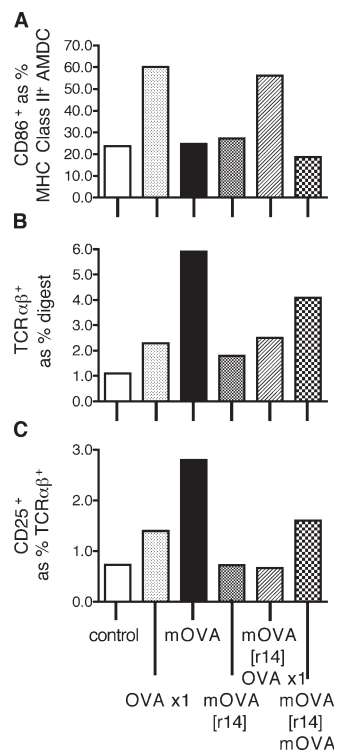 A
CD86⁺ as %
MHC Class II⁺ AMDC
70.0
60.0
50.0
40.0
30.0
20.0
10.0
0.0
B
TCRαβ⁺
as % digest
6.0
5.0
4.0
3.0
2.0
1.0
0.0
C
CD25⁺
as % TCRαβ⁺
3.0
2.0
1.0
0.0
control
mOVA
mOVA
[r14]
OVA x1
OVA x1
mOVA
[r14]
mOVA
[r14]
mOVA